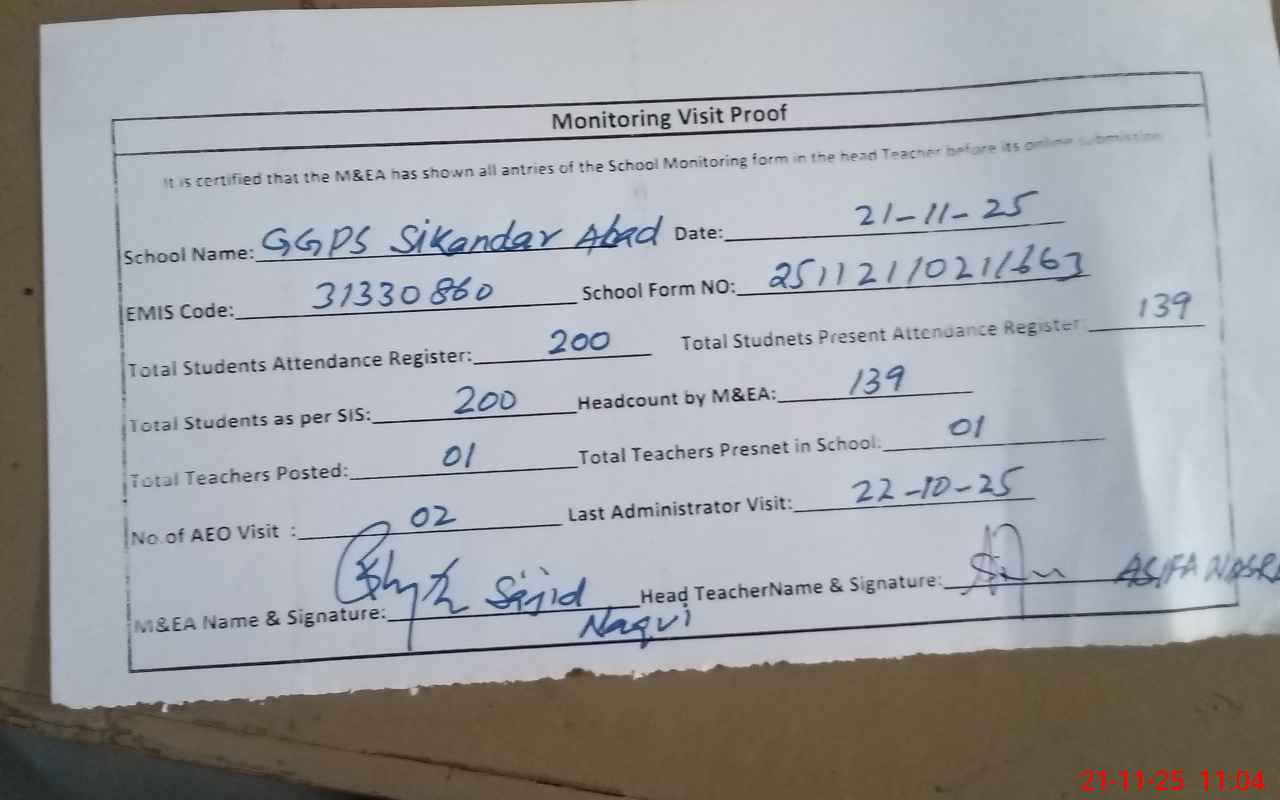 Monitoring Visit Proof
It is certified that the M&EA has shown all antries of the School Monitoring form in the head Teacher before its online submission
School Name: GGPS Sikandar Abad Date: 21-11-25
EMIS Code: 31330860 School Form NO: 251121102111663
Total Students Attendance Register: 200 Total Studnets Present Attendance Register: 139
Total Students as per SIS: 200 Headcount by M&EA: 139
Total Teachers Posted: 01 Total Teachers Presnet in School: 01
No.of AEO Visit : 02 Last Administrator Visit: 22-10-25
M&EA Name & Signature: Sajid Naqvi Head TeacherName & Signature: ASIFA
21-11-25 11:04